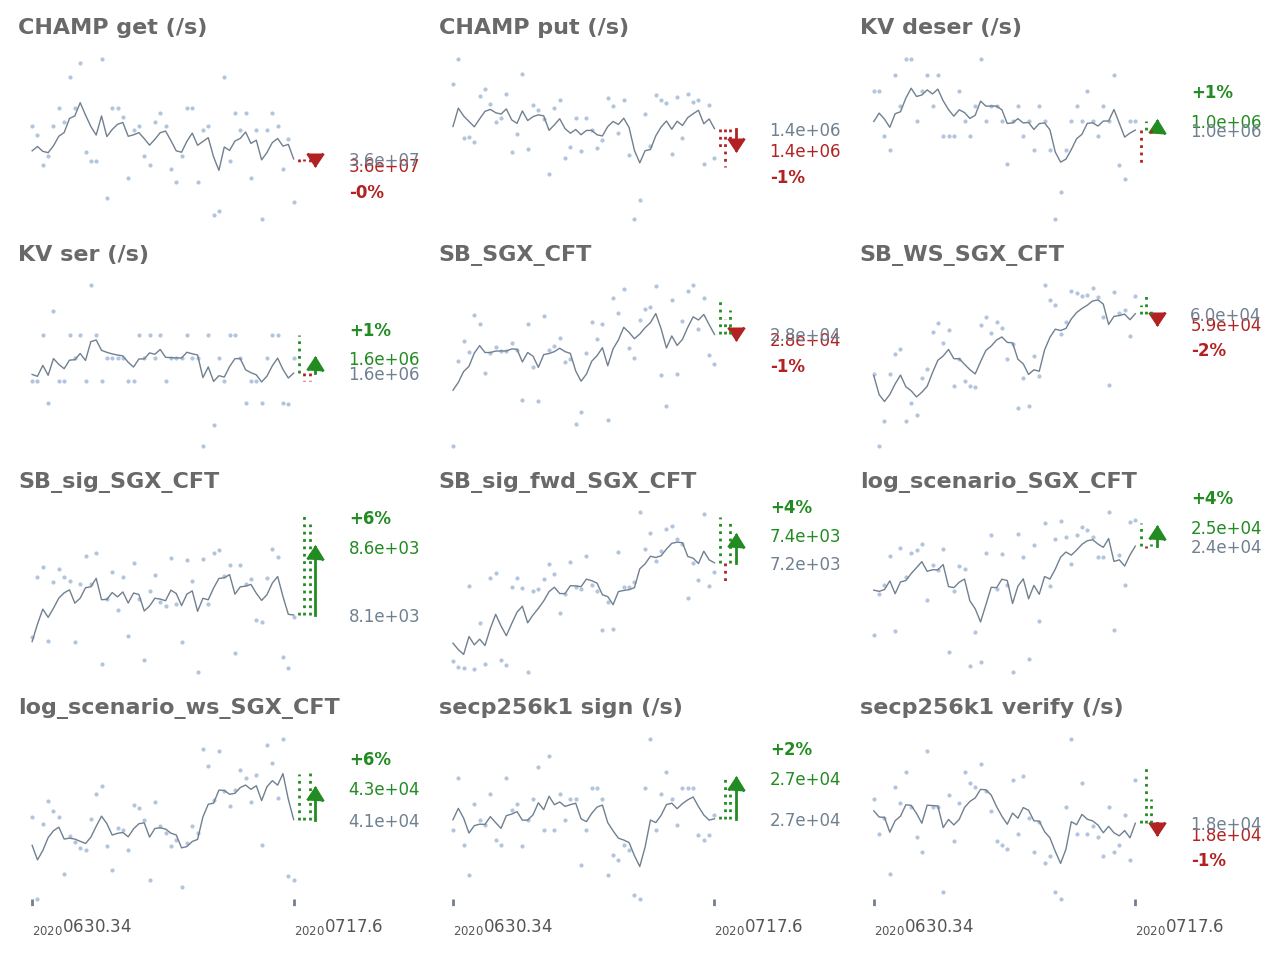 CHAMP get (/s)
3.6e+07
3.6e+07
-0%
CHAMP put (/s)
1.4e+06
1.4e+06
-1%
KV deser (/s)
+1%
1.0e+06
1.0e+06
KV ser (/s)
+1%
1.6e+06
1.6e+06
SB_SGX_CFT
2.8e+04
2.8e+04
-1%
SB_WS_SGX_CFT
6.0e+04
5.9e+04
-2%
SB_sig_SGX_CFT
+6%
8.6e+03
8.1e+03
SB_sig_fwd_SGX_CFT
+4%
7.4e+03
7.2e+03
log_scenario_SGX_CFT
+4%
2.5e+04
2.4e+04
log_scenario_ws_SGX_CFT
+6%
4.3e+04
4.1e+04
secp256k1 sign (/s)
+2%
2.7e+04
2.7e+04
secp256k1 verify (/s)
1.8e+04
1.8e+04
-1%
20200630.34 20200717.6
20200630.34 20200717.6
20200630.34 20200717.6